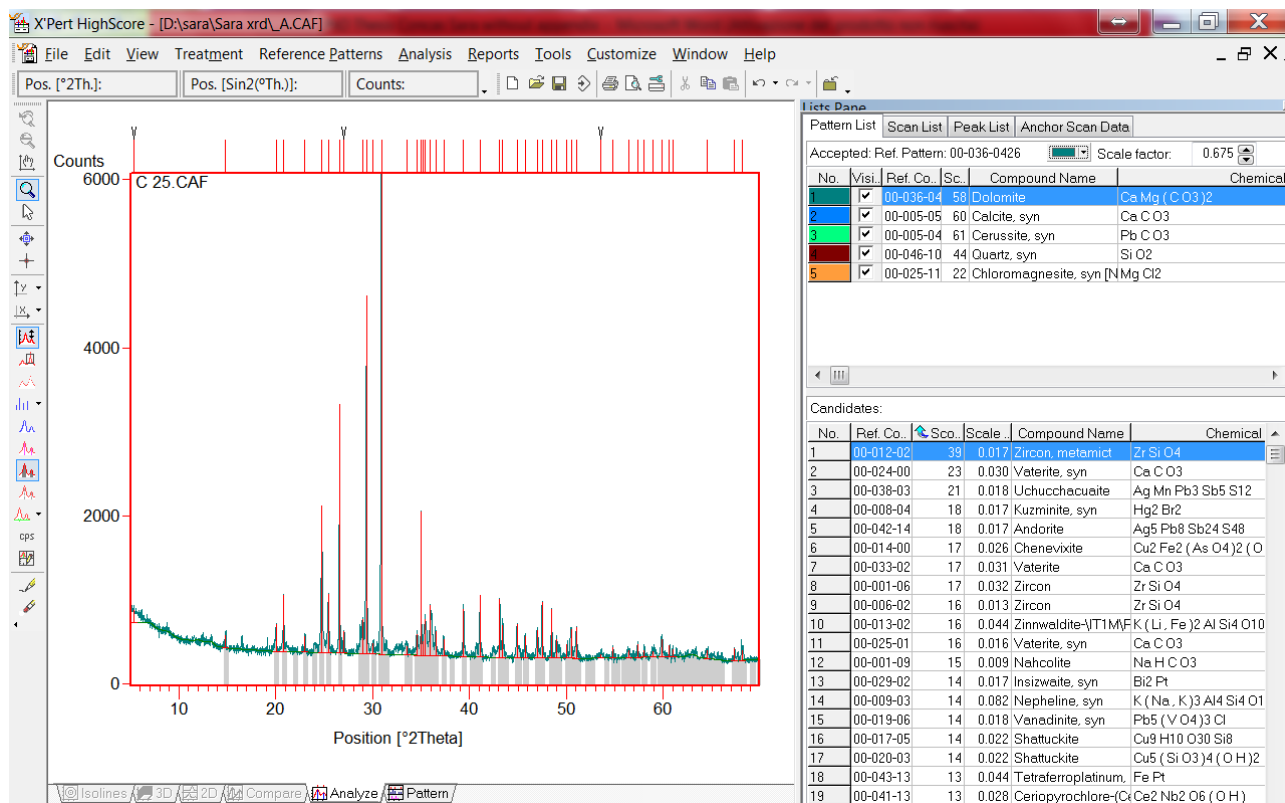 X'Pert HighScore - [D:\sara\Sara xrd\_A.CAF]
File Edit View Treatment Reference Patterns Analysis Reports Tools Customize Window Help
Pos. [°2Th.]: Pos. [Sin2(°Th.)]: Counts:
Lists Pane
Pattern List Scan List Peak List Anchor Scan Data
Accepted: Ref. Pattern: 00-036-0426 Scale factor: 0.675
No. Visi.. Ref. Co.. Sc.. Compound Name Chemical
1 00-036-04 58 Dolomite Ca Mg ( C O3 )2
2 00-005-05 60 Calcite, syn Ca C O3
3 00-005-04 61 Cerussite, syn Pb C O3
4 00-046-10 44 Quartz, syn Si O2
5 00-025-11 22 Chloromagnesite, syn [N Mg Cl2
Counts
C 25.CAF
6000
4000
2000
0
10 20 30 40 50 60
Position [°2Theta]
cps
Candidates:
No. Ref. Co.. Sco.. Scale .. Compound Name Chemical
1 00-012-02 39 0.017 Zircon, metamict Zr Si O4
2 00-024-00 23 0.030 Vaterite, syn Ca C O3
3 00-038-03 21 0.018 Uchucchacuaite Ag Mn Pb3 Sb5 S12
4 00-008-04 18 0.017 Kuzminite, syn Hg2 Br2
5 00-042-14 18 0.017 Andorite Ag5 Pb8 Sb24 S48
6 00-014-00 17 0.026 Chenevixite Cu2 Fe2 ( As O4 )2 ( O
7 00-033-02 17 0.031 Vaterite Ca C O3
8 00-001-06 17 0.032 Zircon Zr Si O4
9 00-006-02 16 0.013 Zircon Zr Si O4
10 00-013-02 16 0.044 Zinnwaldite-\IT1M\F K ( Li , Fe )2 Al Si4 O10
11 00-025-01 16 0.016 Vaterite, syn Ca C O3
12 00-001-09 15 0.009 Nahcolite Na H C O3
13 00-029-02 14 0.017 Insizwaite, syn Bi2 Pt
14 00-009-03 14 0.082 Nepheline, syn K ( Na , K )3 Al4 Si4 O1
15 00-019-06 14 0.018 Vanadinite, syn Pb5 ( V O4 )3 Cl
16 00-017-05 14 0.022 Shattuckite Cu9 H10 O30 Si8
17 00-020-03 14 0.022 Shattuckite Cu5 ( Si O3 )4 ( O H )2
18 00-043-13 13 0.044 Tetraferroplatinum, Fe Pt
19 00-041-13 13 0.028 Ceriopyrochlore-(Ce Ce2 Nb2 O6 ( O H )
Isolines 3D 2D Compare Analyze Pattern